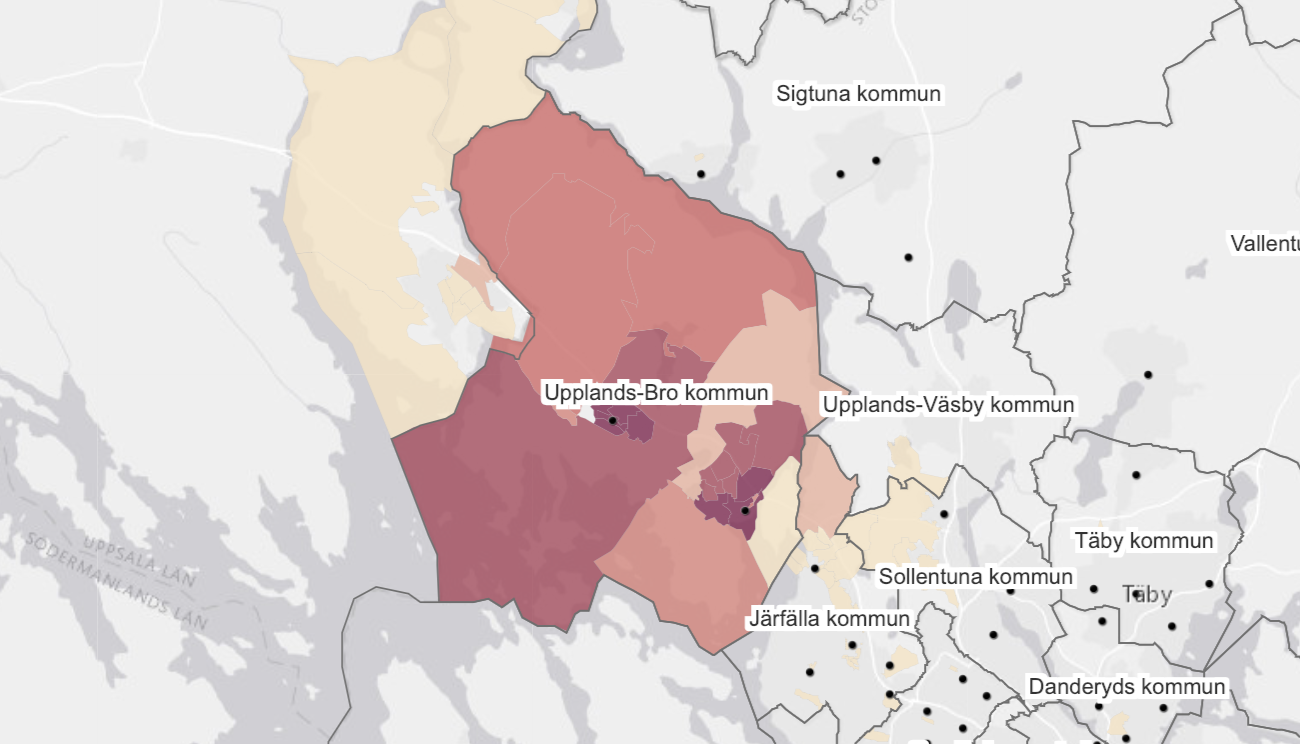 STO
Sigtuna kommun
Vallentu
Upplands-Bro kommun
Upplands-Väsby kommun
UPPSALA LÄN
SÖDERMANLANDS LÄN
Täby kommun
Sollentuna kommun
Täby
Järfälla kommun
Danderyds kommun